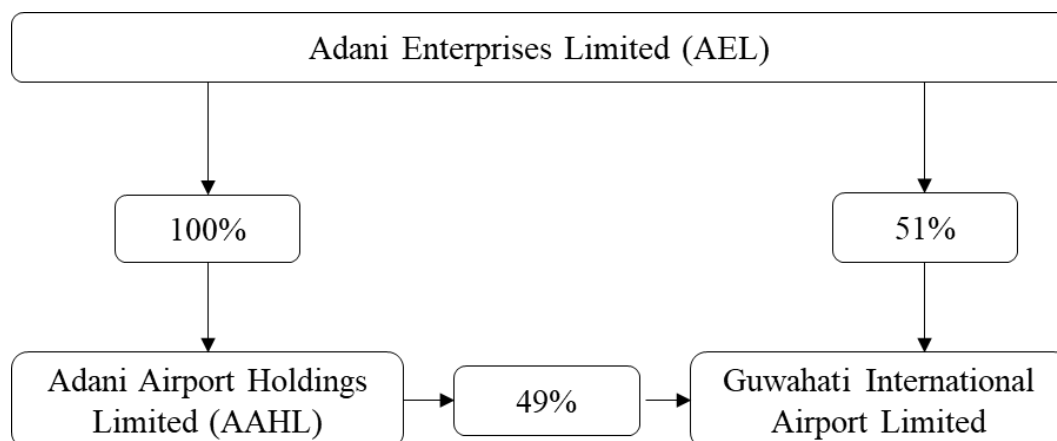 Adani Enterprises Limited (AEL)
100%
51%
Adani Airport Holdings
Limited (AAHL)
49%
Guwahati International
Airport Limited